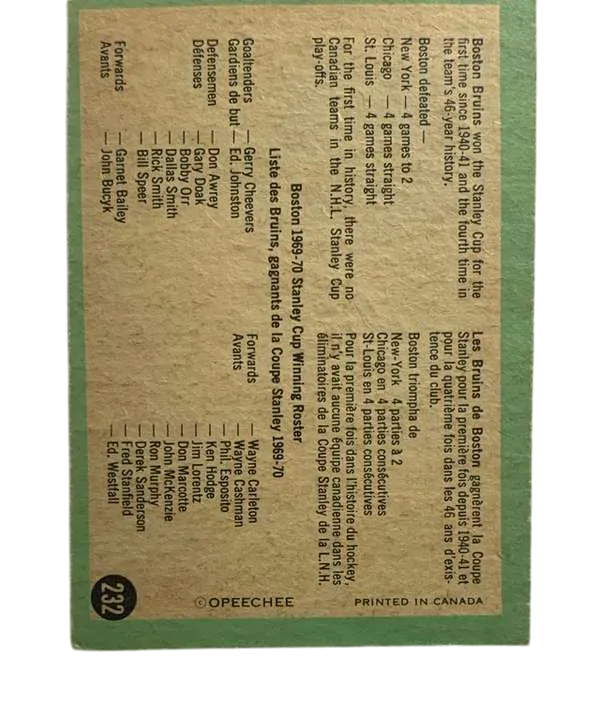 Boston Bruins won the Stanley Cup for the
first time since 1940-41 and the fourth time in
the team's 46-year history.
Boston defeated —
New York — 4 games to 2
Chicago — 4 games straight
St. Louis — 4 games straight
For the first time in history, there were no
Canadian teams in the N.H.L. Stanley Cup
play-offs.
Les Bruins de Boston gagnèrent la Coupe
Stanley pour la première fois depuis 1940-41 et
pour la quatrième fois dans les 46 ans d'exis-
tence du club.
Boston triompha de
New-York 4 parties à 2
Chicago en 4 parties consécutives
St-Louis en 4 parties consécutives
Pour la première fois dans l'histoire du hockey,
il n'y avait aucune équipe canadienne dans les
éliminatoires de la Coupe Stanley de la L.N.H.
Boston 1969-70 Stanley Cup Winning Roster
Liste des Bruins, gagnants de la Coupe Stanley 1969-70
Goaltenders — Gerry Cheevers
Gardiens de but — Ed. Johnston
Defensemen — Don Awrey
Défenses — Gary Doak
— Bobby Orr
— Dallas Smith
— Rick Smith
— Bill Speer
Forwards — Garnet Bailey
Avants — John Bucyk
Forwards — Wayne Carleton
Avants — Wayne Cashman
— Phil Esposito
— Ken Hodge
— Jim Lorentz
— Don Marcotte
— John McKenzie
— Ron Murphy
— Derek Sanderson
— Fred Stanfield
— Ed. Westfall
PRINTED IN CANADA
© OPEECHEE
232